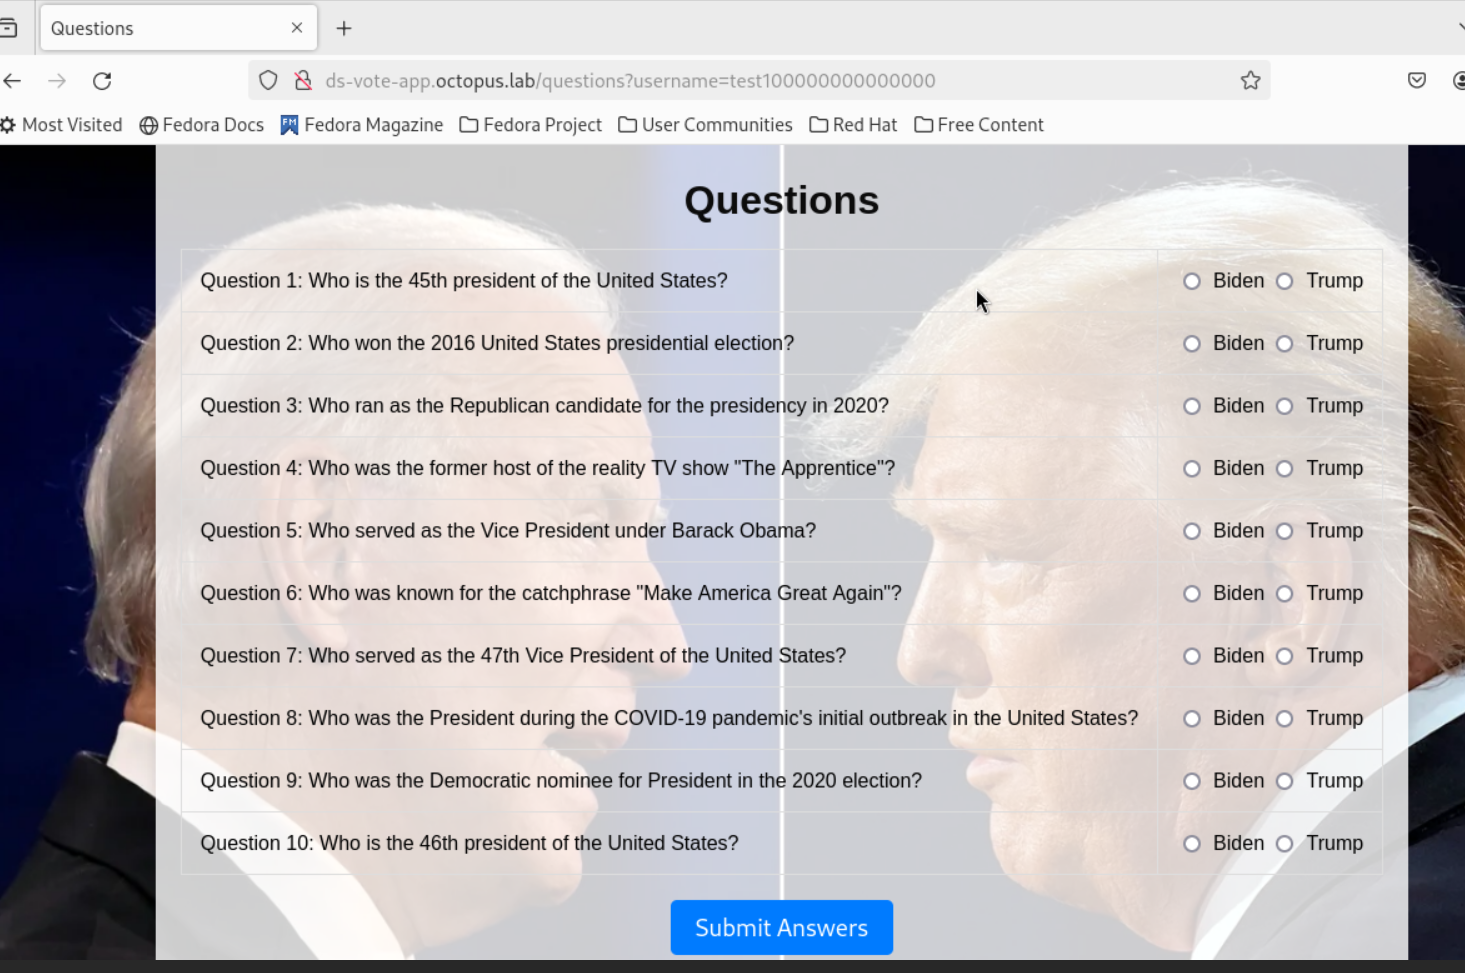 Questions
ds-vote-app.octopus.lab/questions?username=test100000000000000
Most Visited Fedora Docs FM Fedora Magazine Fedora Project User Communities Red Hat Free Content
Questions
Question 1: Who is the 45th president of the United States? Biden Trump
Question 2: Who won the 2016 United States presidential election? Biden Trump
Question 3: Who ran as the Republican candidate for the presidency in 2020? Biden Trump
Question 4: Who was the former host of the reality TV show "The Apprentice"? Biden Trump
Question 5: Who served as the Vice President under Barack Obama? Biden Trump
Question 6: Who was known for the catchphrase "Make America Great Again"? Biden Trump
Question 7: Who served as the 47th Vice President of the United States? Biden Trump
Question 8: Who was the President during the COVID-19 pandemic's initial outbreak in the United States? Biden Trump
Question 9: Who was the Democratic nominee for President in the 2020 election? Biden Trump
Question 10: Who is the 46th president of the United States? Biden Trump
Submit Answers